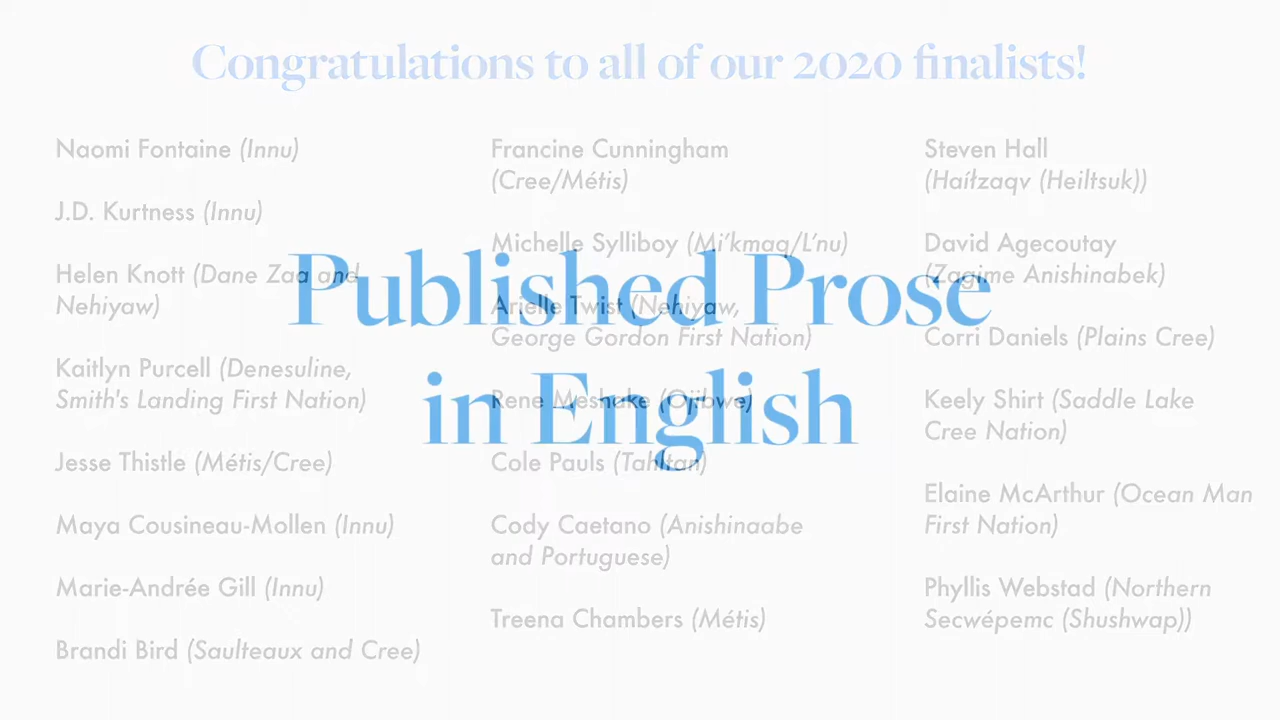 Congratulations to all of our 2020 finalists!
Naomi Fontaine (Innu)
J.D. Kurtness (Innu)
Helen Knott (Dane Zaa and
Nehiyaw)
Kaitlyn Purcell (Denesuline,
Smith's Landing First Nation)
Jesse Thistle (Métis/Cree)
Maya Cousineau-Mollen (Innu)
Marie-Andrée Gill (Innu)
Brandi Bird (Saulteaux and Cree)
Francine Cunningham
(Cree/Métis)
Michelle Sylliboy (Mi’kmaq/L’nu)
Arielle Twist (Nehiyaw,
George Gordon First Nation)
Rene Meshake (Ojibwe)
Cole Pauls (Tahltan)
Cody Caetano (Anishinaabe
and Portuguese)
Treena Chambers (Métis)
Steven Hall
(Haíɫzaqv (Heiltsuk))
David Agecoutay
(Zagime Anishinabek)
Corri Daniels (Plains Cree)
Keely Shirt (Saddle Lake
Cree Nation)
Elaine McArthur (Ocean Man
First Nation)
Phyllis Webstad (Northern
Secwépemc (Shushwap))
Published Prose
in English